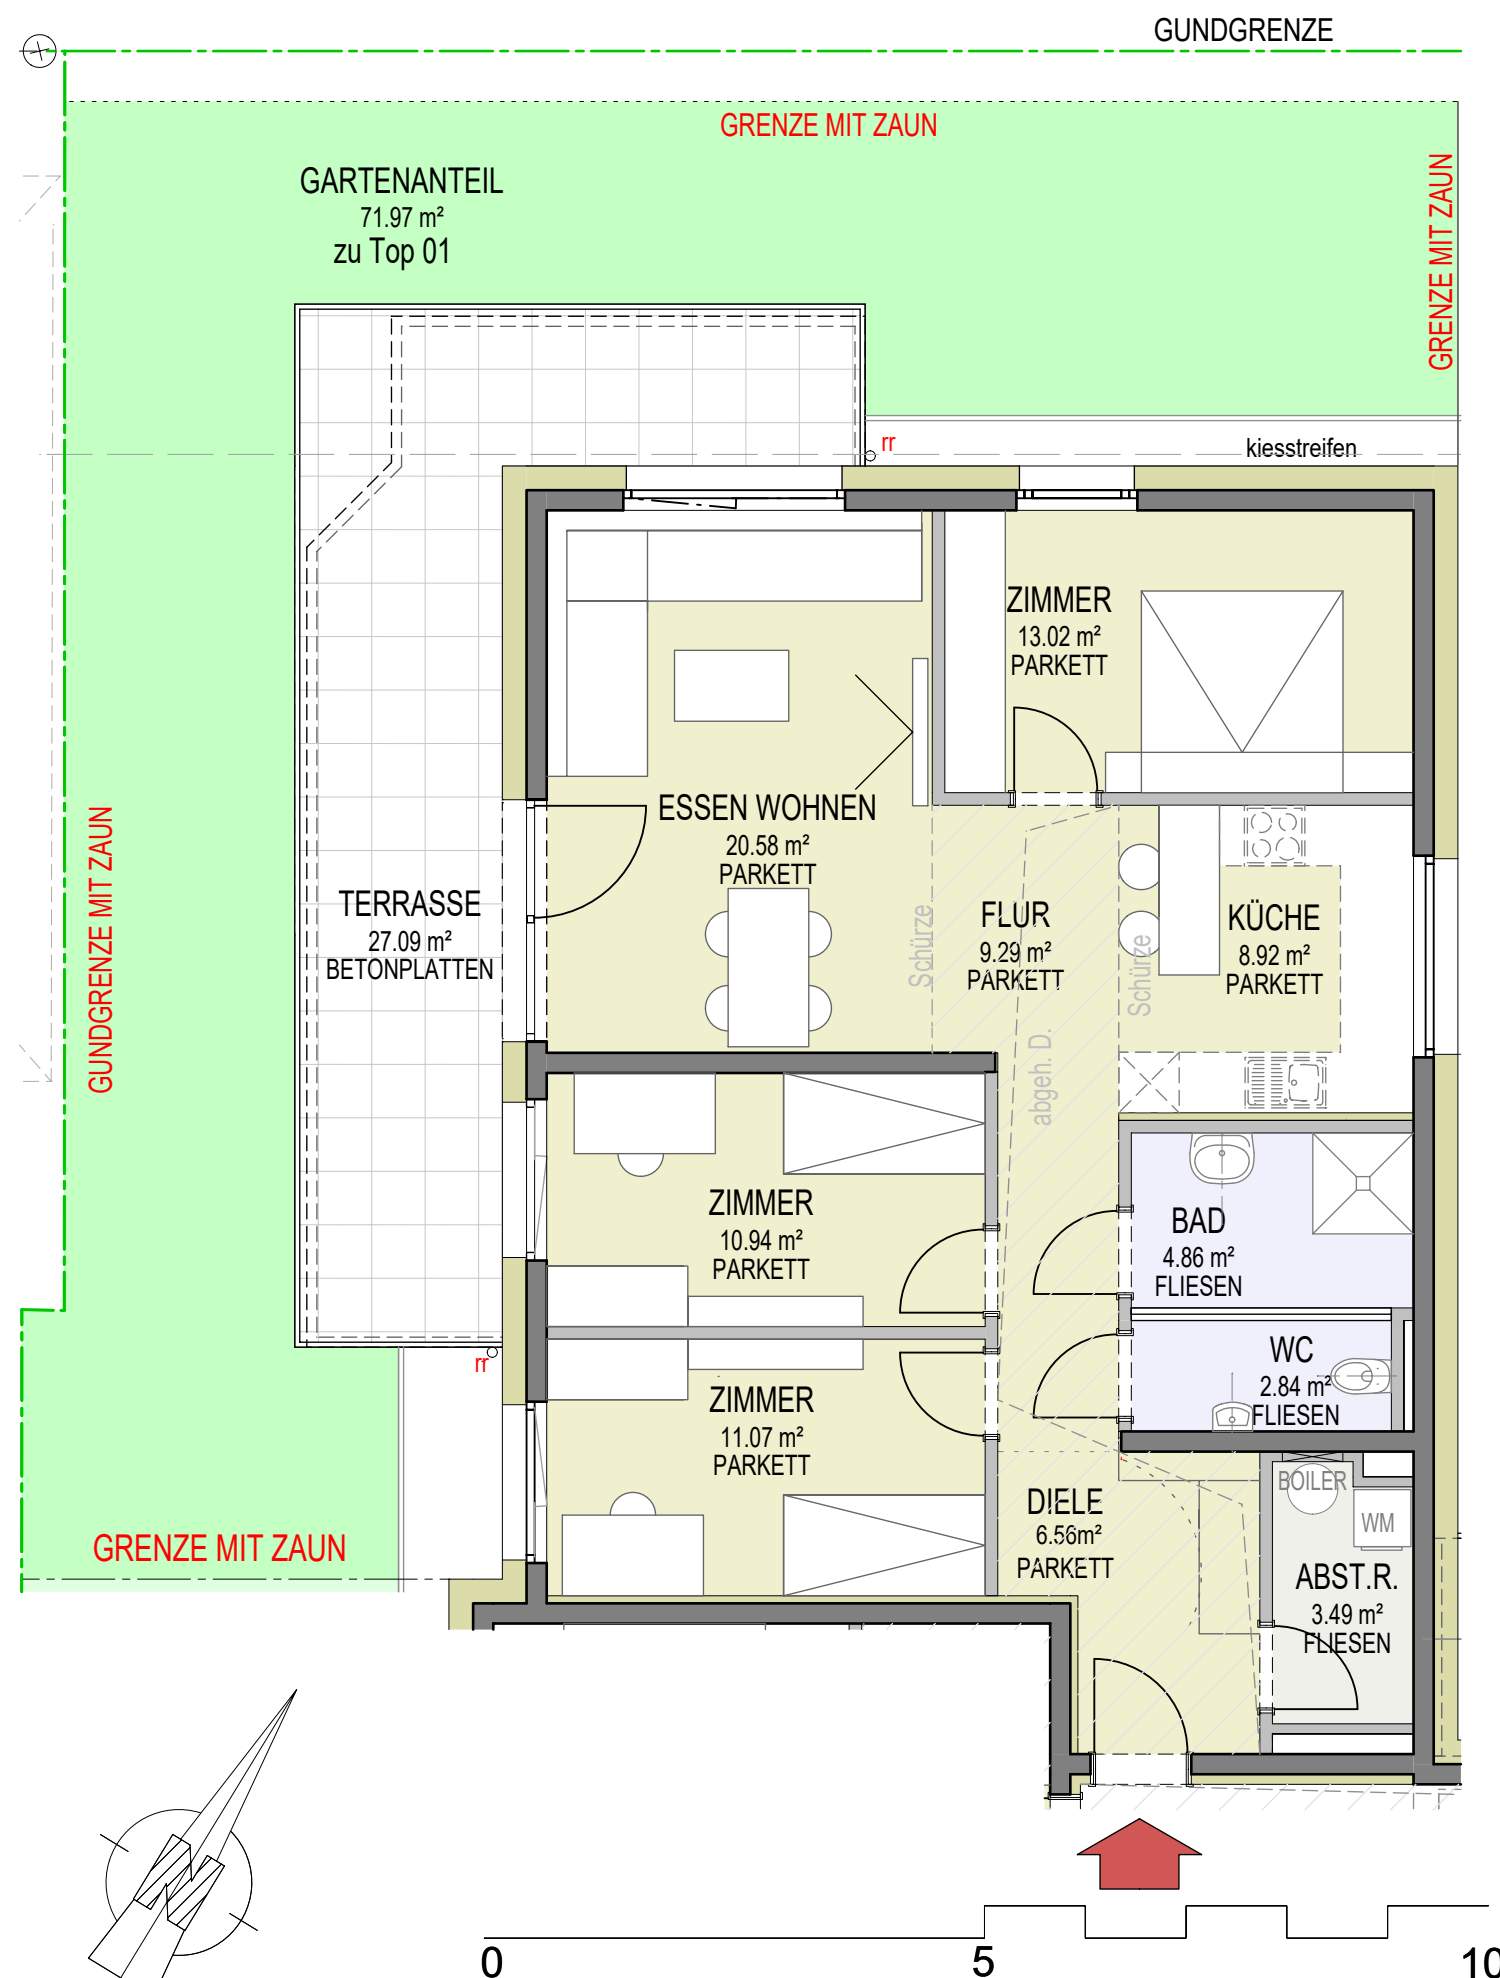 GUNDGRENZE
GRENZE MIT ZAUN
GRENZE MIT ZAUN
GARTENANTEIL
71.97 m²
zu Top 01
rr
kiesstreifen
ZIMMER
13.02 m²
PARKETT
ESSEN WOHNEN
20.58 m²
PARKETT
GUNDGRENZE MIT ZAUN
TERRASSE
27.09 m²
BETONPLATTEN
Schürze
FLUR
9.29 m²
PARKETT
Schürze
KÜCHE
8.92 m²
PARKETT
abgeh. D.
ZIMMER
10.94 m²
PARKETT
BAD
4.86 m²
FLIESEN
rr
WC
2.84 m²
FLIESEN
ZIMMER
11.07 m²
PARKETT
BOILER
WM
DIELE
6.56m²
PARKETT
GRENZE MIT ZAUN
ABST.R.
3.49 m²
FLIESEN
N
0
5
10